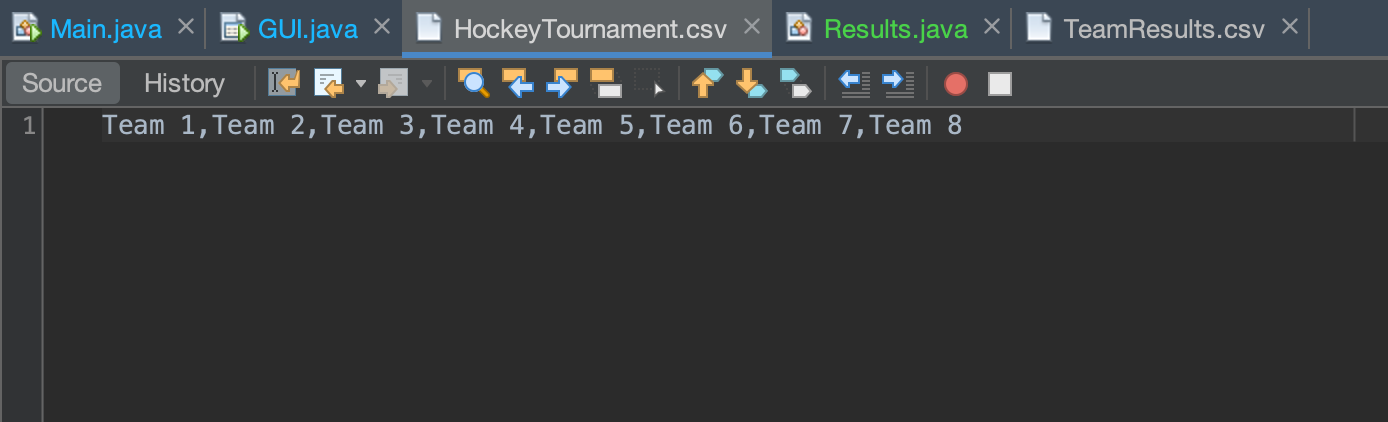 Main.java GUI.java HockeyTournament.csv Results.java TeamResults.csv
Source History
1 Team 1,Team 2,Team 3,Team 4,Team 5,Team 6,Team 7,Team 8